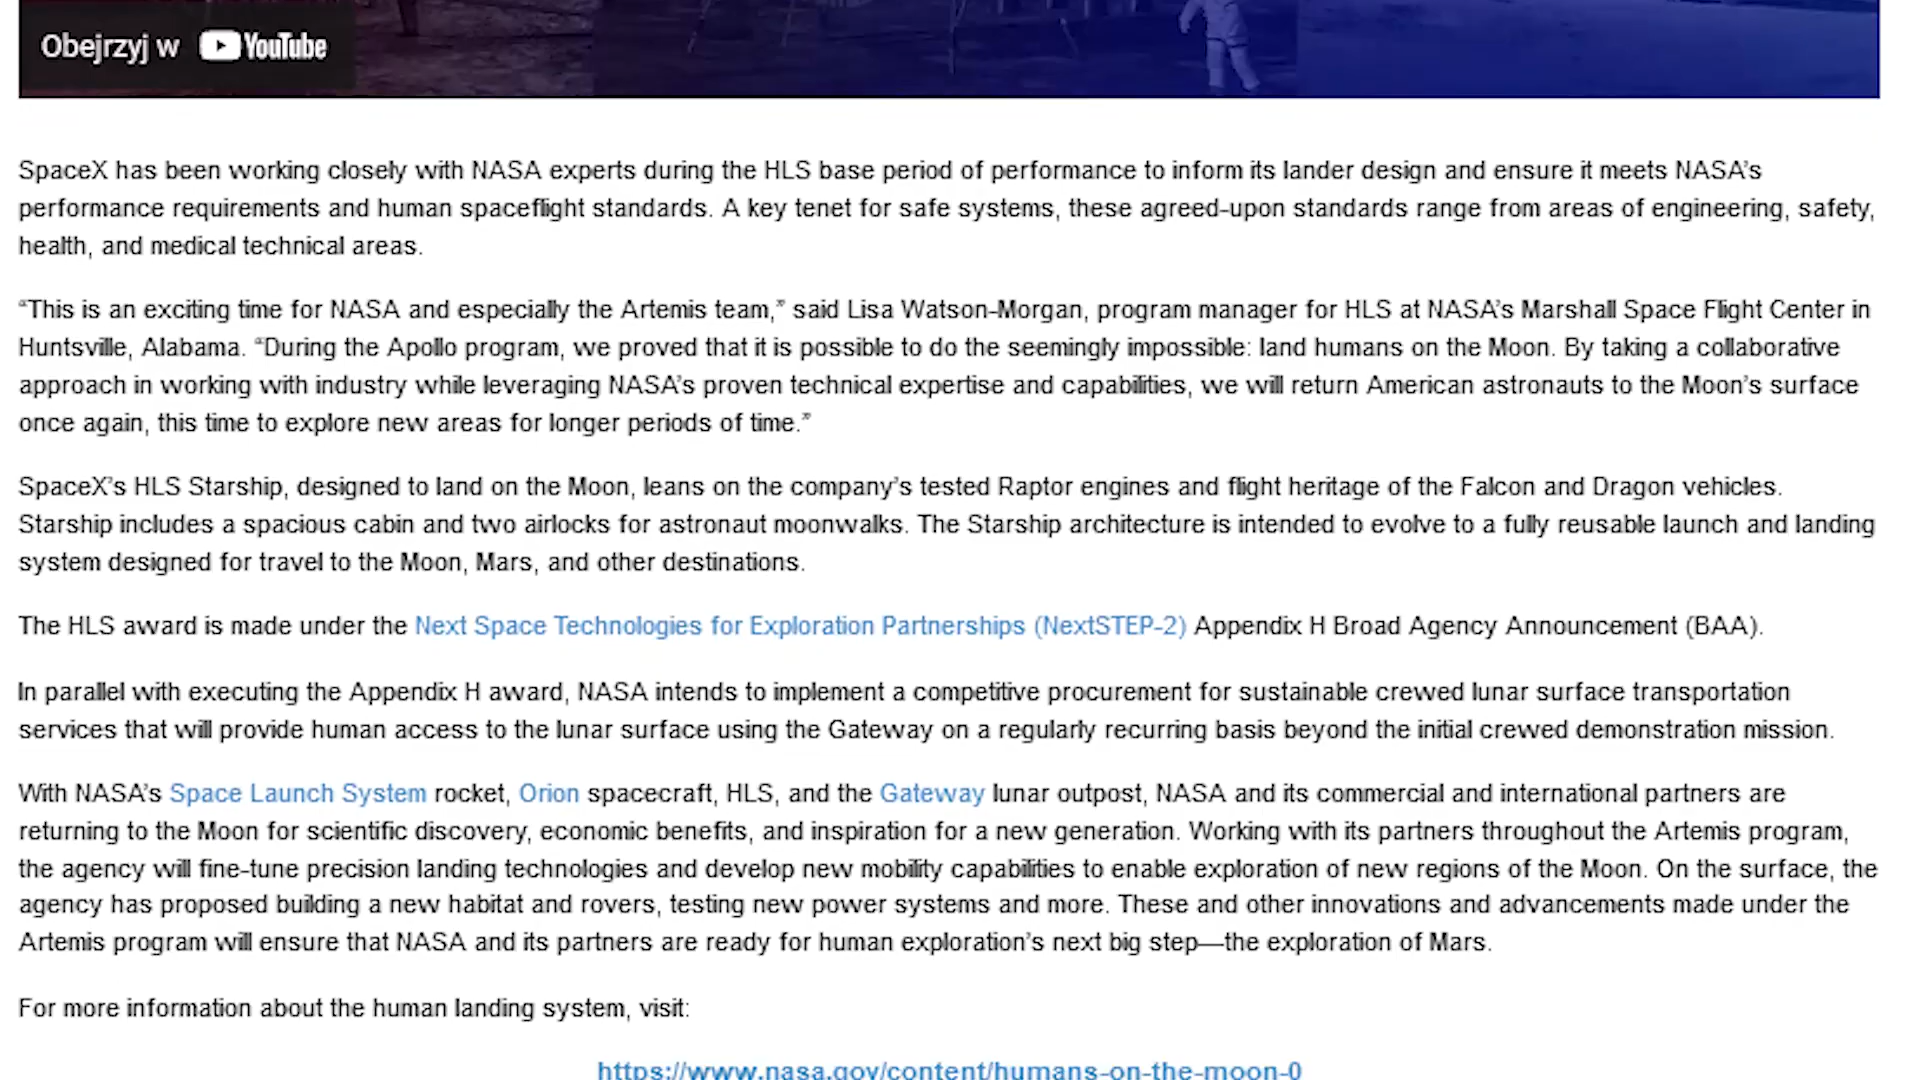 Obejrzyj w YouTube
SpaceX has been working closely with NASA experts during the HLS base period of performance to inform its lander design and ensure it meets NASA’s
performance requirements and human spaceflight standards. A key tenet for safe systems, these agreed-upon standards range from areas of engineering, safety,
health, and medical technical areas.
“This is an exciting time for NASA and especially the Artemis team,” said Lisa Watson-Morgan, program manager for HLS at NASA’s Marshall Space Flight Center in
Huntsville, Alabama. “During the Apollo program, we proved that it is possible to do the seemingly impossible: land humans on the Moon. By taking a collaborative
approach in working with industry while leveraging NASA’s proven technical expertise and capabilities, we will return American astronauts to the Moon’s surface
once again, this time to explore new areas for longer periods of time.”
SpaceX’s HLS Starship, designed to land on the Moon, leans on the company’s tested Raptor engines and flight heritage of the Falcon and Dragon vehicles.
Starship includes a spacious cabin and two airlocks for astronaut moonwalks. The Starship architecture is intended to evolve to a fully reusable launch and landing
system designed for travel to the Moon, Mars, and other destinations.
The HLS award is made under the Next Space Technologies for Exploration Partnerships (NextSTEP-2) Appendix H Broad Agency Announcement (BAA).
In parallel with executing the Appendix H award, NASA intends to implement a competitive procurement for sustainable crewed lunar surface transportation
services that will provide human access to the lunar surface using the Gateway on a regularly recurring basis beyond the initial crewed demonstration mission.
With NASA’s Space Launch System rocket, Orion spacecraft, HLS, and the Gateway lunar outpost, NASA and its commercial and international partners are
returning to the Moon for scientific discovery, economic benefits, and inspiration for a new generation. Working with its partners throughout the Artemis program,
the agency will fine-tune precision landing technologies and develop new mobility capabilities to enable exploration of new regions of the Moon. On the surface, the
agency has proposed building a new habitat and rovers, testing new power systems and more. These and other innovations and advancements made under the
Artemis program will ensure that NASA and its partners are ready for human exploration’s next big step—the exploration of Mars.
For more information about the human landing system, visit:
https://www.nasa.gov/content/humans-on-the-moon-0